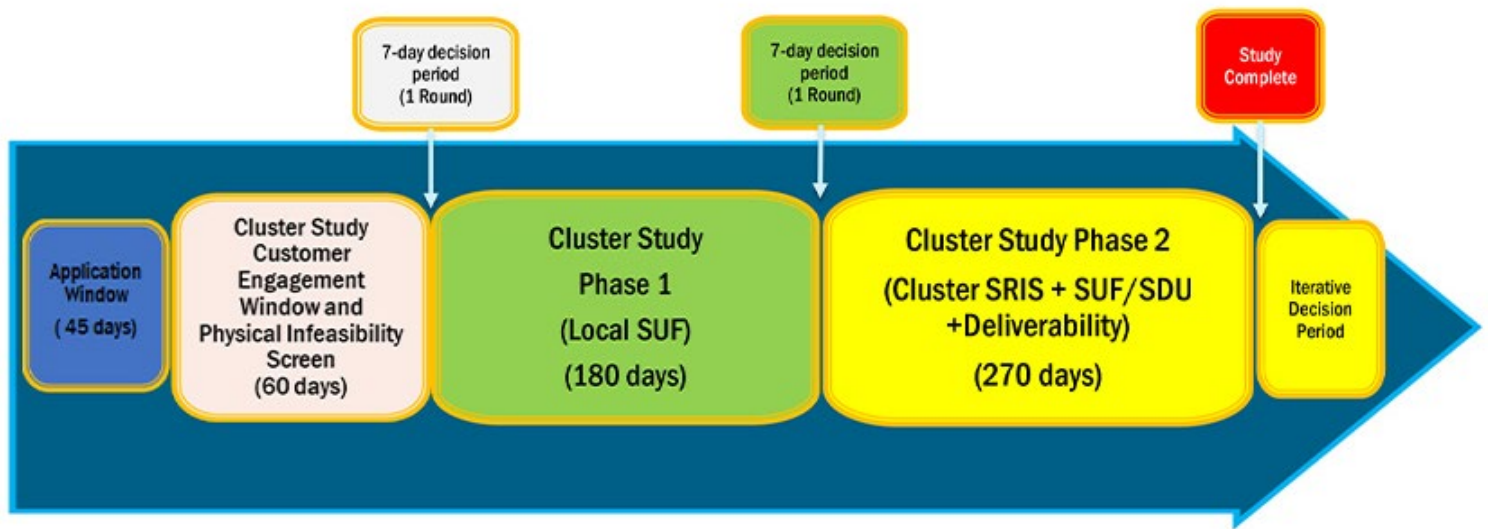 7-day decision
period
(1 Round)
7-day decision
period
(1 Round)
Study
Complete
Application
Window
( 45 days)
Cluster Study
Customer
Engagement
Window and
Physical Infeasibility
Screen
(60 days)
Cluster Study
Phase 1
(Local SUF)
(180 days)
Cluster Study Phase 2
(Cluster SRIS + SUF/SDU
+Deliverability)
(270 days)
Iterative
Decision
Period